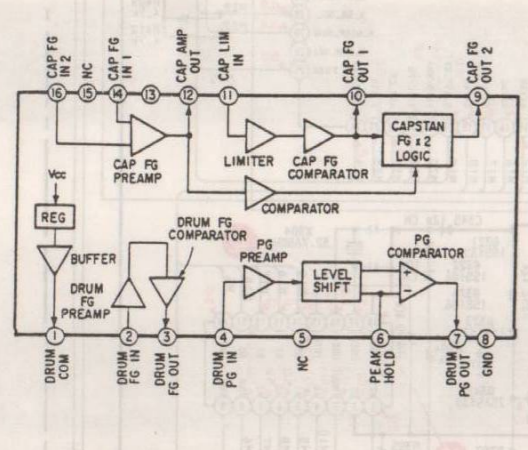 CAP FG
IN 2
NC
CAP FG
IN 1
CAP AMP
OUT
CAP LIM
IN
CAP FG
OUT 1
CAP FG
OUT 2
16
15
14
13
12
11
10
9
CAP FG
PREAMP
LIMITER
CAP FG
COMPARATOR
CAPSTAN
FG x 2
LOGIC
COMPARATOR
Vcc
REG
BUFFER
DRUM
FG
PREAMP
DRUM FG
COMPARATOR
PG
PREAMP
LEVEL
SHIFT
PG
COMPARATOR
+
-
1
2
3
4
5
6
7
8
DRUM
COM
DRUM
FG IN
DRUM
FG OUT
DRUM
PG IN
NC
PEAK
HOLD
DRUM
PG OUT
GND